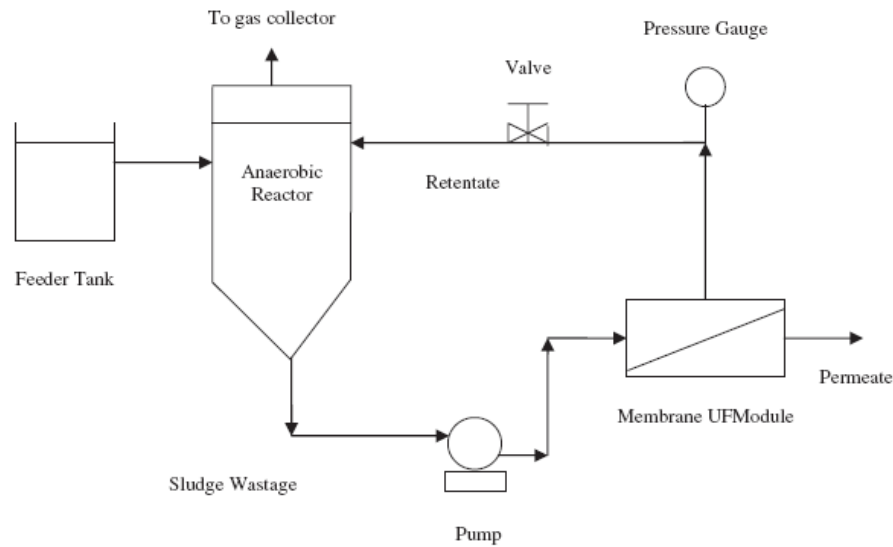 To gas collector
Pressure Gauge
Valve
Anaerobic
Reactor
Retentate
Feeder Tank
Permeate
Membrane UFModule
Sludge Wastage
Pump